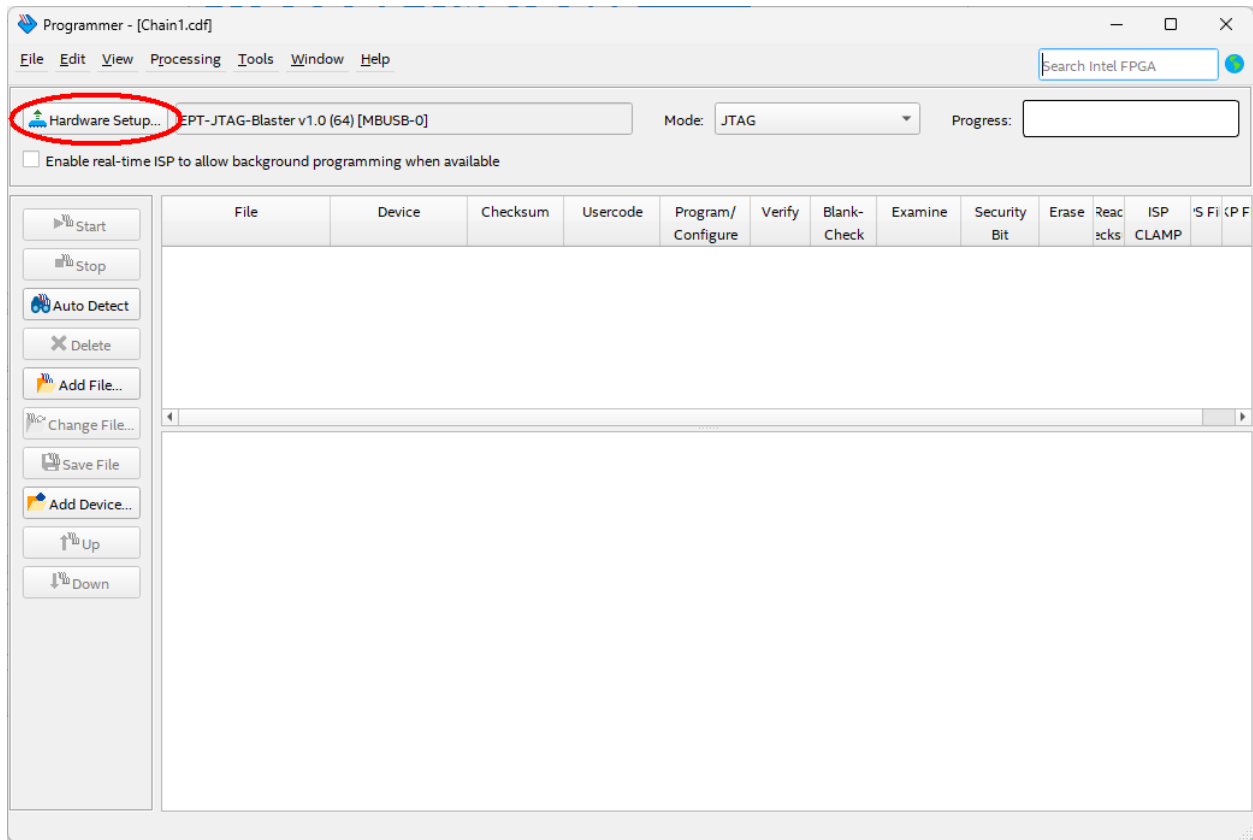 Programmer - [Chain1.cdf]
File Edit View Processing Tools Window Help
Search Intel FPGA
Hardware Setup... EPT-JTAG-Blaster v1.0 (64) [MBUSB-0] Mode: JTAG Progress:
Enable real-time ISP to allow background programming when available
File Device Checksum Usercode Program/ Verify Blank- Examine Security Erase ISP
Configure Check Bit CLAMP
Start
Stop
Auto Detect
Delete
Add File...
Change File...
Save File
Add Device...
Up
Down